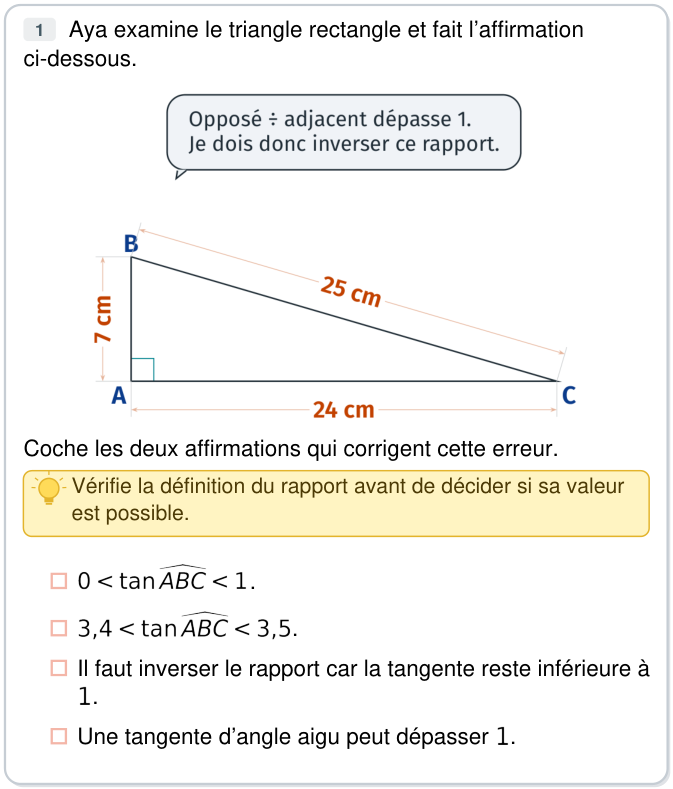 1 Aya examine le triangle rectangle et fait l’affirmation
ci-dessous.
Opposé ÷ adjacent dépasse 1.
Je dois donc inverser ce rapport.
B
25 cm
7 cm
A
C
24 cm
Coche les deux affirmations qui corrigent cette erreur.
Vérifie la définition du rapport avant de décider si sa valeur
est possible.
0 < tan \widehat{ABC} < 1.
3,4 < tan \widehat{ABC} < 3,5.
Il faut inverser le rapport car la tangente reste inférieure à
1.
Une tangente d’angle aigu peut dépasser 1.